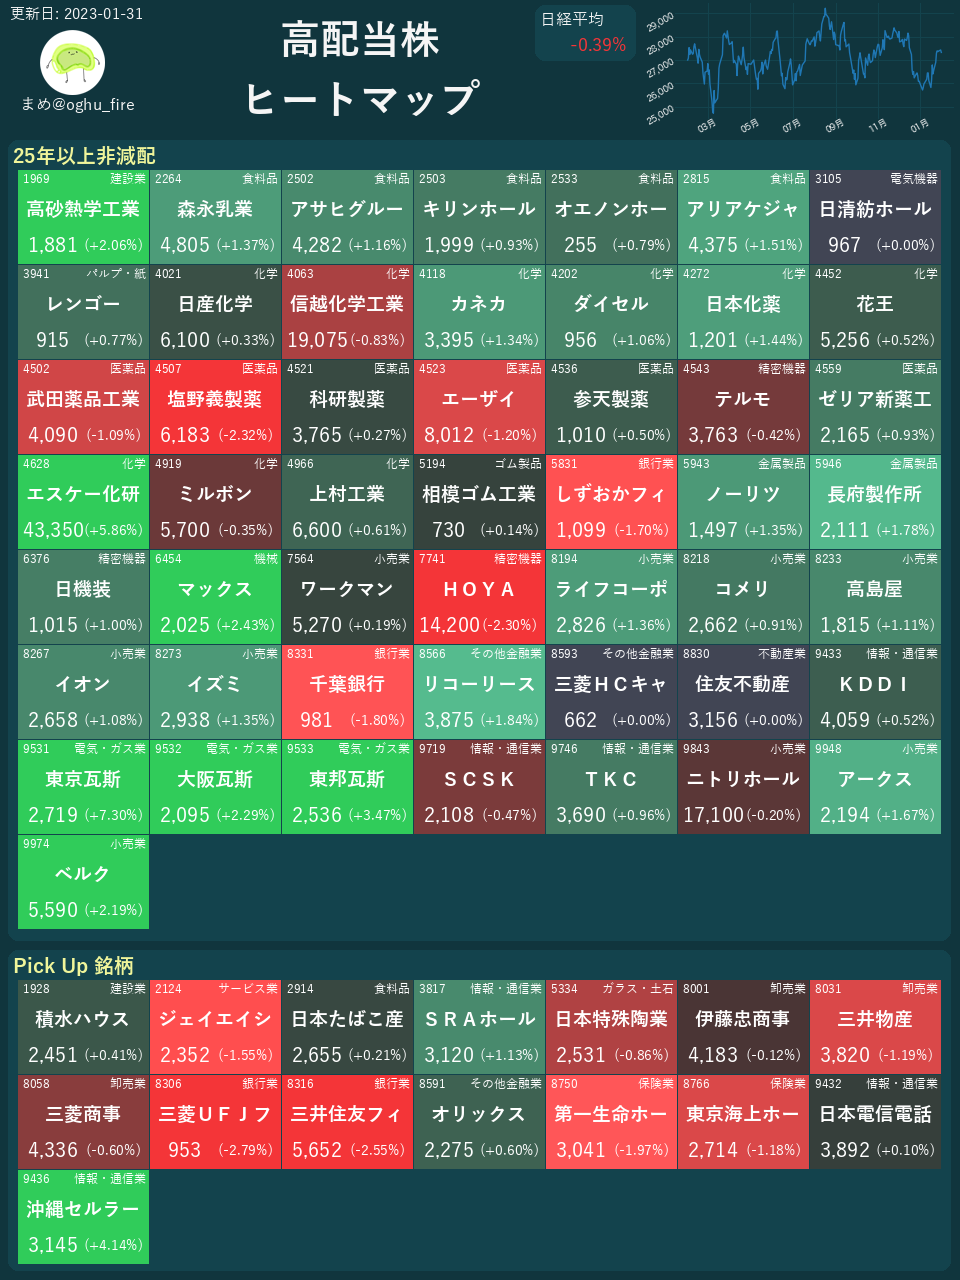 更新日: 2023-01-31
まめ@oghu_fire
高配当株
ヒートマップ
日経平均
-0.39%
29,000
28,000
27,000
26,000
25,000
03月 05月 07月 09月 11月 01月
25年以上非減配
1969 建設業 2264 食料品 2502 食料品 2503 食料品 2533 食料品 2815 食料品 3105 電気機器
高砂熱学工業 森永乳業 アサヒグルー キリンホール オエノンホー アリアケジャ 日清紡ホール
1,881 (+2.06%) 4,805 (+1.37%) 4,282 (+1.16%) 1,999 (+0.93%) 255 (+0.79%) 4,375 (+1.51%) 967 (+0.00%)
3941 パルプ・紙 4021 化学 4063 化学 4118 化学 4202 化学 4272 化学 4452 化学
レンゴー 日産化学 信越化学工業 カネカ ダイセル 日本化薬 花王
915 (+0.77%) 6,100 (+0.33%) 19,075 (-0.83%) 3,395 (+1.34%) 956 (+1.06%) 1,201 (+1.44%) 5,256 (+0.52%)
4502 医薬品 4507 医薬品 4521 医薬品 4523 医薬品 4536 医薬品 4543 精密機器 4559 医薬品
武田薬品工業 塩野義製薬 科研製薬 エーザイ 参天製薬 テルモ ゼリア新薬工
4,090 (-1.09%) 6,183 (-2.32%) 3,765 (+0.27%) 8,012 (-1.20%) 1,010 (+0.50%) 3,763 (-0.42%) 2,165 (+0.93%)
4628 化学 4919 化学 4966 化学 5194 ゴム製品 5831 銀行業 5943 金属製品 5946 金属製品
エスケー化研 ミルボン 上村工業 相模ゴム工業 しずおかフィ ノーリツ 長府製作所
43,350 (+5.86%) 5,700 (-0.35%) 6,600 (+0.61%) 730 (+0.14%) 1,099 (-1.70%) 1,497 (+1.35%) 2,111 (+1.78%)
6376 精密機器 6454 機械 7564 小売業 7741 精密機器 8194 小売業 8218 小売業 8233 小売業
日機装 マックス ワークマン ＨＯＹＡ ライフコーポ コメリ 高島屋
1,015 (+1.00%) 2,025 (+2.43%) 5,270 (+0.19%) 14,200 (-2.30%) 2,826 (+1.36%) 2,662 (+0.91%) 1,815 (+1.11%)
8267 小売業 8273 小売業 8331 銀行業 8566 その他金融業 8593 その他金融業 8830 不動産業 9433 情報・通信業
イオン イズミ 千葉銀行 リコーリース 三菱ＨＣキャ 住友不動産 ＫＤＤＩ
2,658 (+1.08%) 2,938 (+1.35%) 981 (-1.80%) 3,875 (+1.84%) 662 (+0.00%) 3,156 (+0.00%) 4,059 (+0.52%)
9531 電気・ガス業 9532 電気・ガス業 9533 電気・ガス業 9719 情報・通信業 9746 情報・通信業 9843 小売業 9948 小売業
東京瓦斯 大阪瓦斯 東邦瓦斯 ＳＣＳＫ ＴＫＣ ニトリホール アークス
2,719 (+7.30%) 2,095 (+2.29%) 2,536 (+3.47%) 2,108 (-0.47%) 3,690 (+0.96%) 17,100 (-0.20%) 2,194 (+1.67%)
9974 小売業
ベルク
5,590 (+2.19%)
Pick Up 銘柄
1928 建設業 2124 サービス業 2914 食料品 3817 情報・通信業 5334 ガラス・土石 8001 卸売業 8031 卸売業
積水ハウス ジェイエイシ 日本たばこ産 ＳＲＡホール 日本特殊陶業 伊藤忠商事 三井物産
2,451 (+0.41%) 2,352 (-1.55%) 2,655 (+0.21%) 3,120 (+1.13%) 2,531 (-0.86%) 4,183 (-0.12%) 3,820 (-1.19%)
8058 卸売業 8306 銀行業 8316 銀行業 8591 その他金融業 8750 保険業 8766 保険業 9432 情報・通信業
三菱商事 三菱ＵＦＪフ 三井住友フィ オリックス 第一生命ホー 東京海上ホー 日本電信電話
4,336 (-0.60%) 953 (-2.79%) 5,652 (-2.55%) 2,275 (+0.60%) 3,041 (-1.97%) 2,714 (-1.18%) 3,892 (+0.10%)
9436 情報・通信業
沖縄セルラー
3,145 (+4.14%)